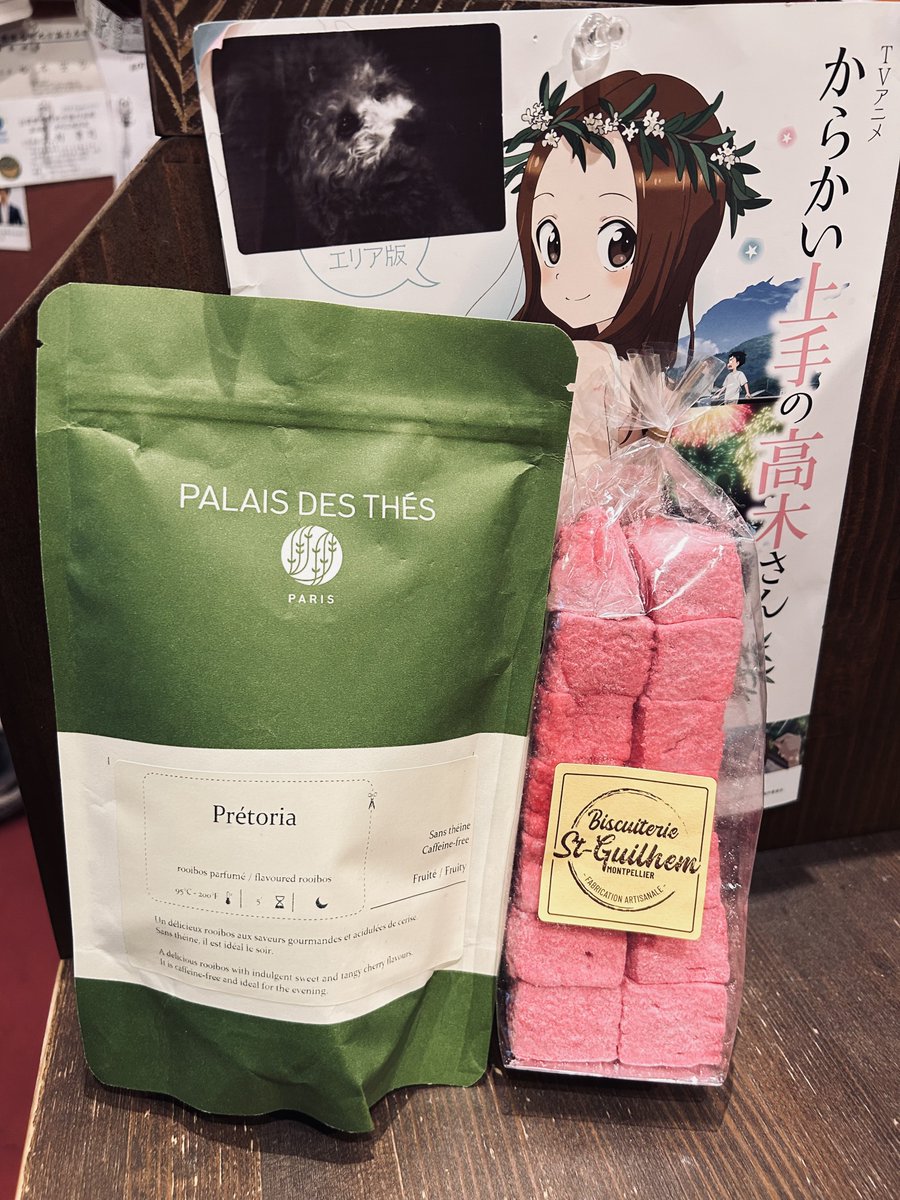 TVアニメ
からかい上手の高木さん
エリア版
PALAIS DES THÉS
PARIS
Prétoria
rooibos parfumé / flavoured rooibos
95°C - 200°F | 5 |
Sans théine
Caffeine-free
Fruité / Fruity
Un délicieux rooibos aux saveurs gourmandes et acidulées de cerise.
Sans théine, il est idéal le soir.
A delicious rooibos with indulgent sweet and tangy cherry flavours.
It is caffeine-free and ideal for the evening.
Biscuiterie
St-Guilhem
MONTPELLIER
- FABRICATION ARTISANALE -